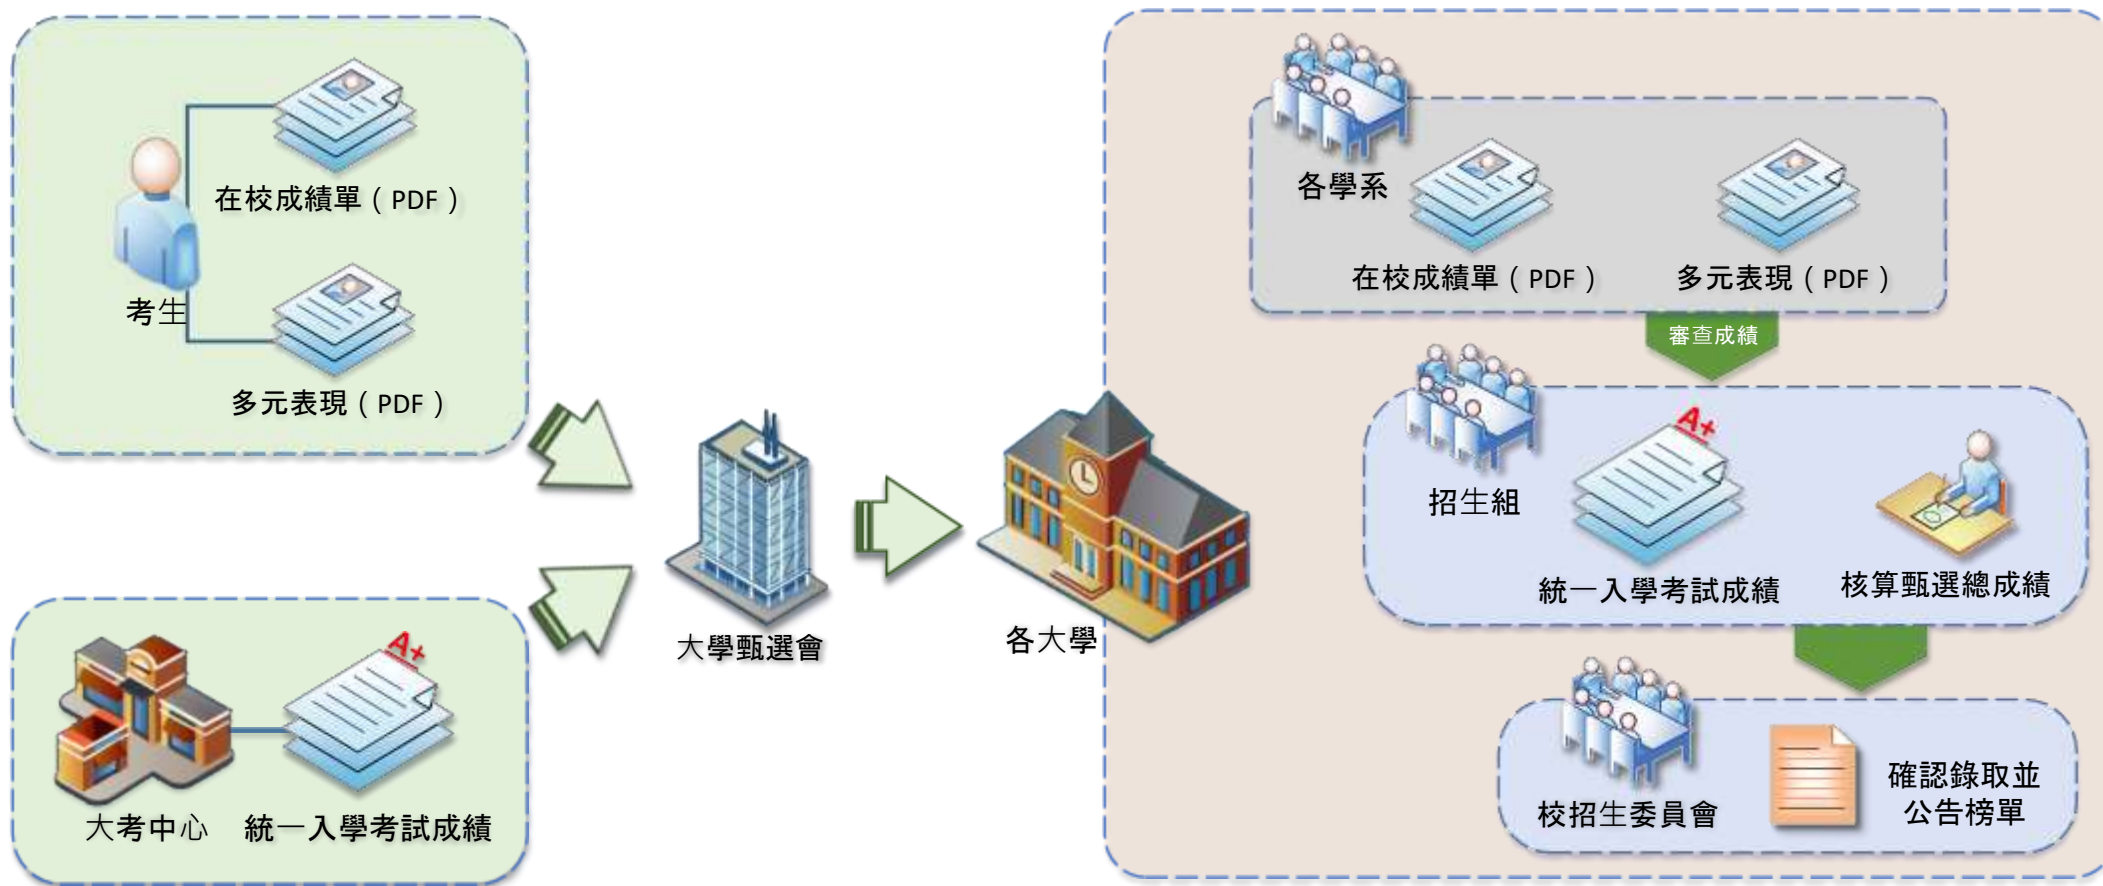 在校成績單（PDF）
考生
多元表現（PDF）
大考中心
A+
統一入學考試成績
大學甄選會
各大學
各學系
在校成績單（PDF）
多元表現（PDF）
審查成績
招生組
A+
統一入學考試成績
核算甄選總成績
校招生委員會
確認錄取並
公告榜單